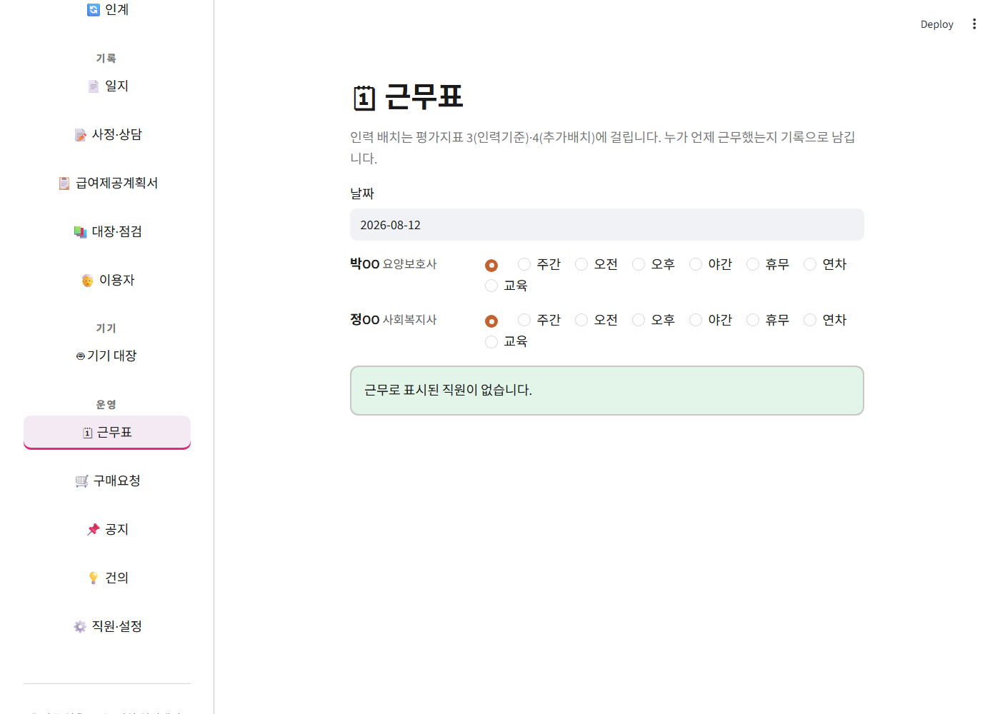 인계
Deploy
기록
일지
사정·상담
급여제공계획서
대장·점검
이용자
기기
기기 대장
운영
근무표
구매요청
공지
건의
직원·설정
근무표
인력 배치는 평가지표 3(인력기준)·4(추가배치)에 걸립니다. 누가 언제 근무했는지 기록으로 남깁
니다.
날짜
2026-08-12
박OO 요양보호사 주간 오전 오후 야간 휴무 연차
교육
정OO 사회복지사 주간 오전 오후 야간 휴무 연차
교육
근무로 표시된 직원이 없습니다.